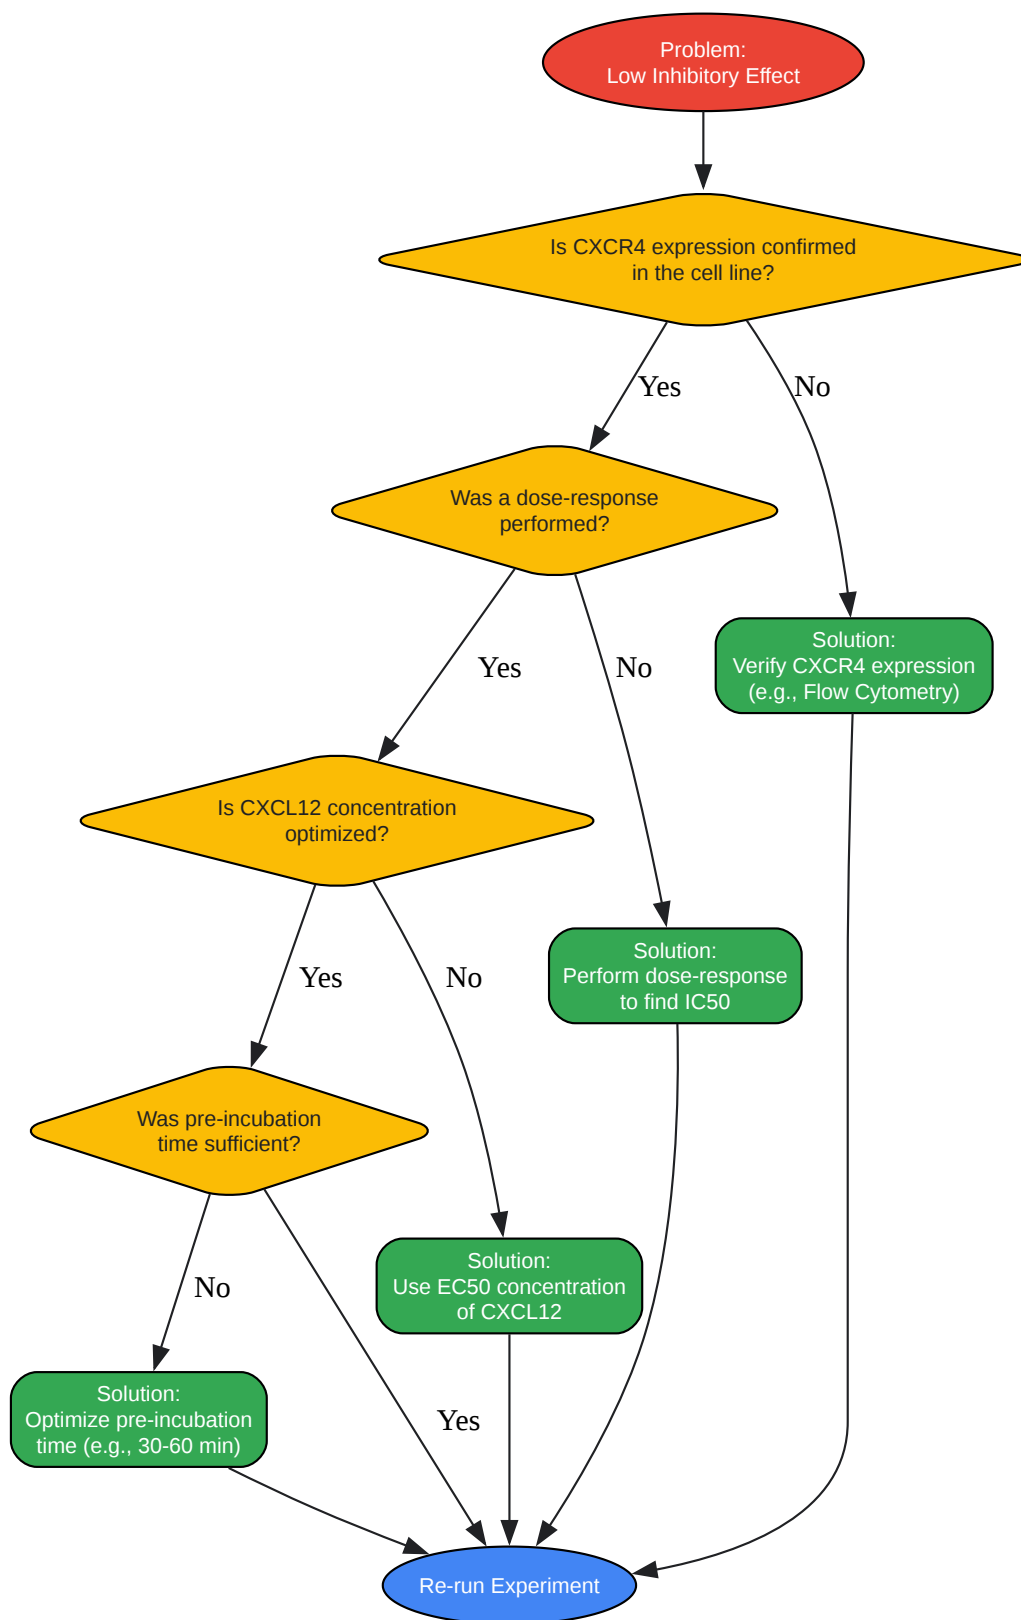 Problem:
Low Inhibitory Effect
Is CXCR4 expression confirmed
in the cell line?
Yes
No
Was a dose-response
performed?
Yes
No
Solution:
Verify CXCR4 expression
(e.g., Flow Cytometry)
Is CXCL12 concentration
optimized?
Yes
No
Solution:
Perform dose-response
to find IC50
Was pre-incubation
time sufficient?
No
Yes
Solution:
Use EC50 concentration
of CXCL12
Solution:
Optimize pre-incubation
time (e.g., 30-60 min)
Re-run Experiment